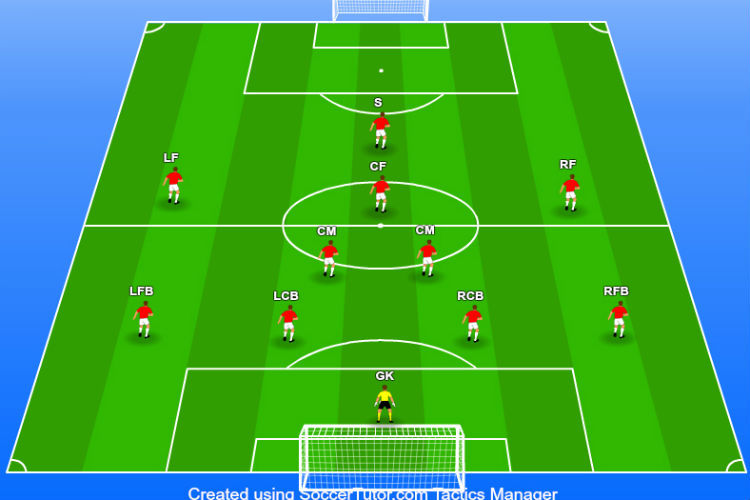 S
LF
CF
RF
CM
CM
LFB
LCB
RCB
RFB
GK
Created using SoccerTutor.com Tactics Manager